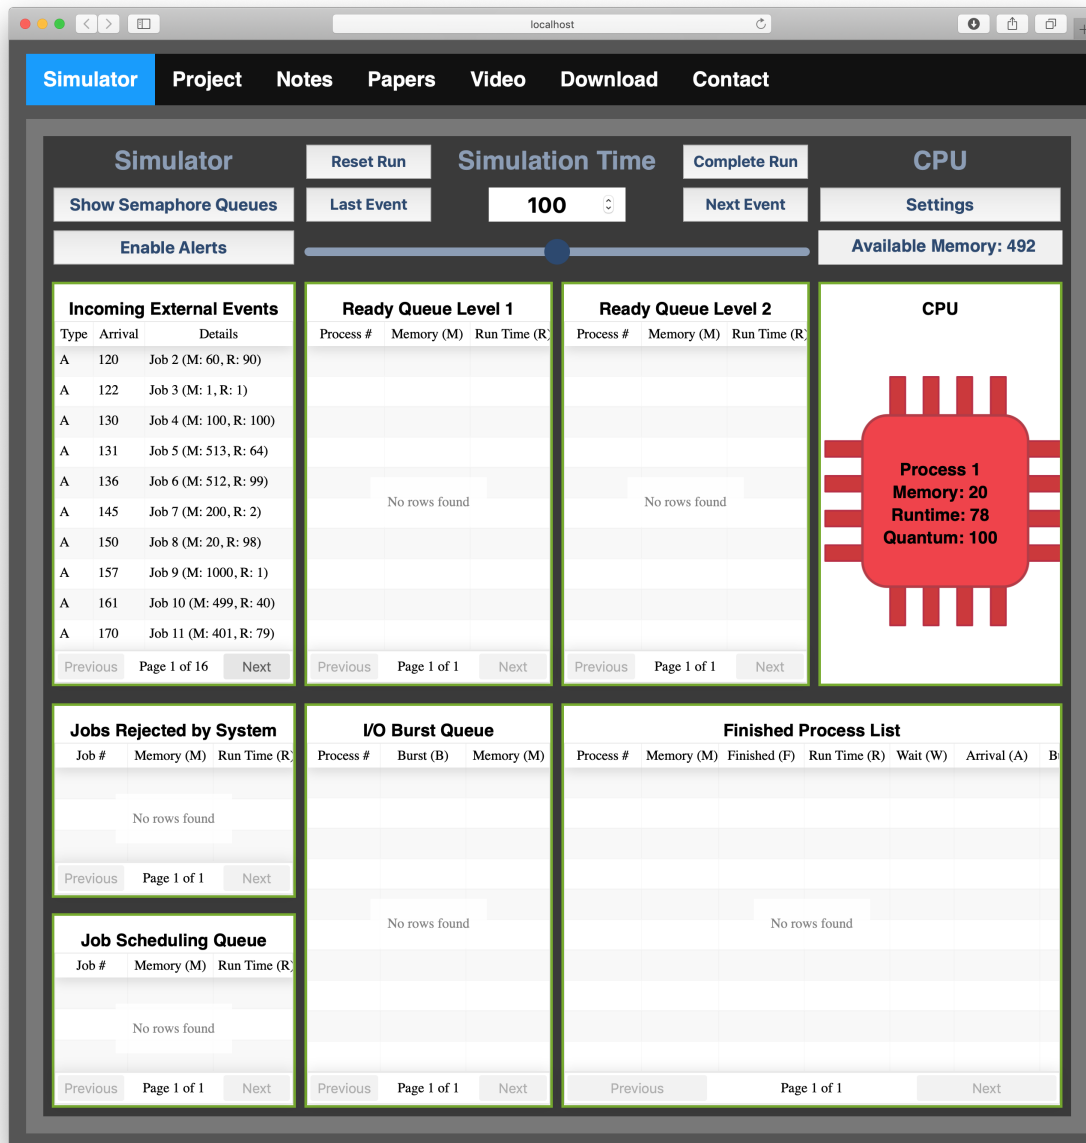 localhost
Simulator Project Notes Papers Video Download Contact
Simulator
Reset Run
Simulation Time
Complete Run
CPU
Show Semaphore Queues
Last Event
100
Next Event
Settings
Enable Alerts
Available Memory: 492
Incoming External Events
Type Arrival Details
A 120 Job 2 (M: 60, R: 90)
A 122 Job 3 (M: 1, R: 1)
A 130 Job 4 (M: 100, R: 100)
A 131 Job 5 (M: 513, R: 64)
A 136 Job 6 (M: 512, R: 99)
A 145 Job 7 (M: 200, R: 2)
A 150 Job 8 (M: 20, R: 98)
A 157 Job 9 (M: 1000, R: 1)
A 161 Job 10 (M: 499, R: 40)
A 170 Job 11 (M: 401, R: 79)
Previous Page 1 of 16 Next
Ready Queue Level 1
Process # Memory (M) Run Time (R)
No rows found
Previous Page 1 of 1 Next
Ready Queue Level 2
Process # Memory (M) Run Time (R)
No rows found
Previous Page 1 of 1 Next
CPU
Process 1
Memory: 20
Runtime: 78
Quantum: 100
Jobs Rejected by System
Job # Memory (M) Run Time (R)
No rows found
Previous Page 1 of 1 Next
Job Scheduling Queue
Job # Memory (M) Run Time (R)
No rows found
Previous Page 1 of 1 Next
I/O Burst Queue
Process # Burst (B) Memory (M)
No rows found
Previous Page 1 of 1 Next
Finished Process List
Process # Memory (M) Finished (F) Run Time (R) Wait (W) Arrival (A)
No rows found
Previous Page 1 of 1 Next